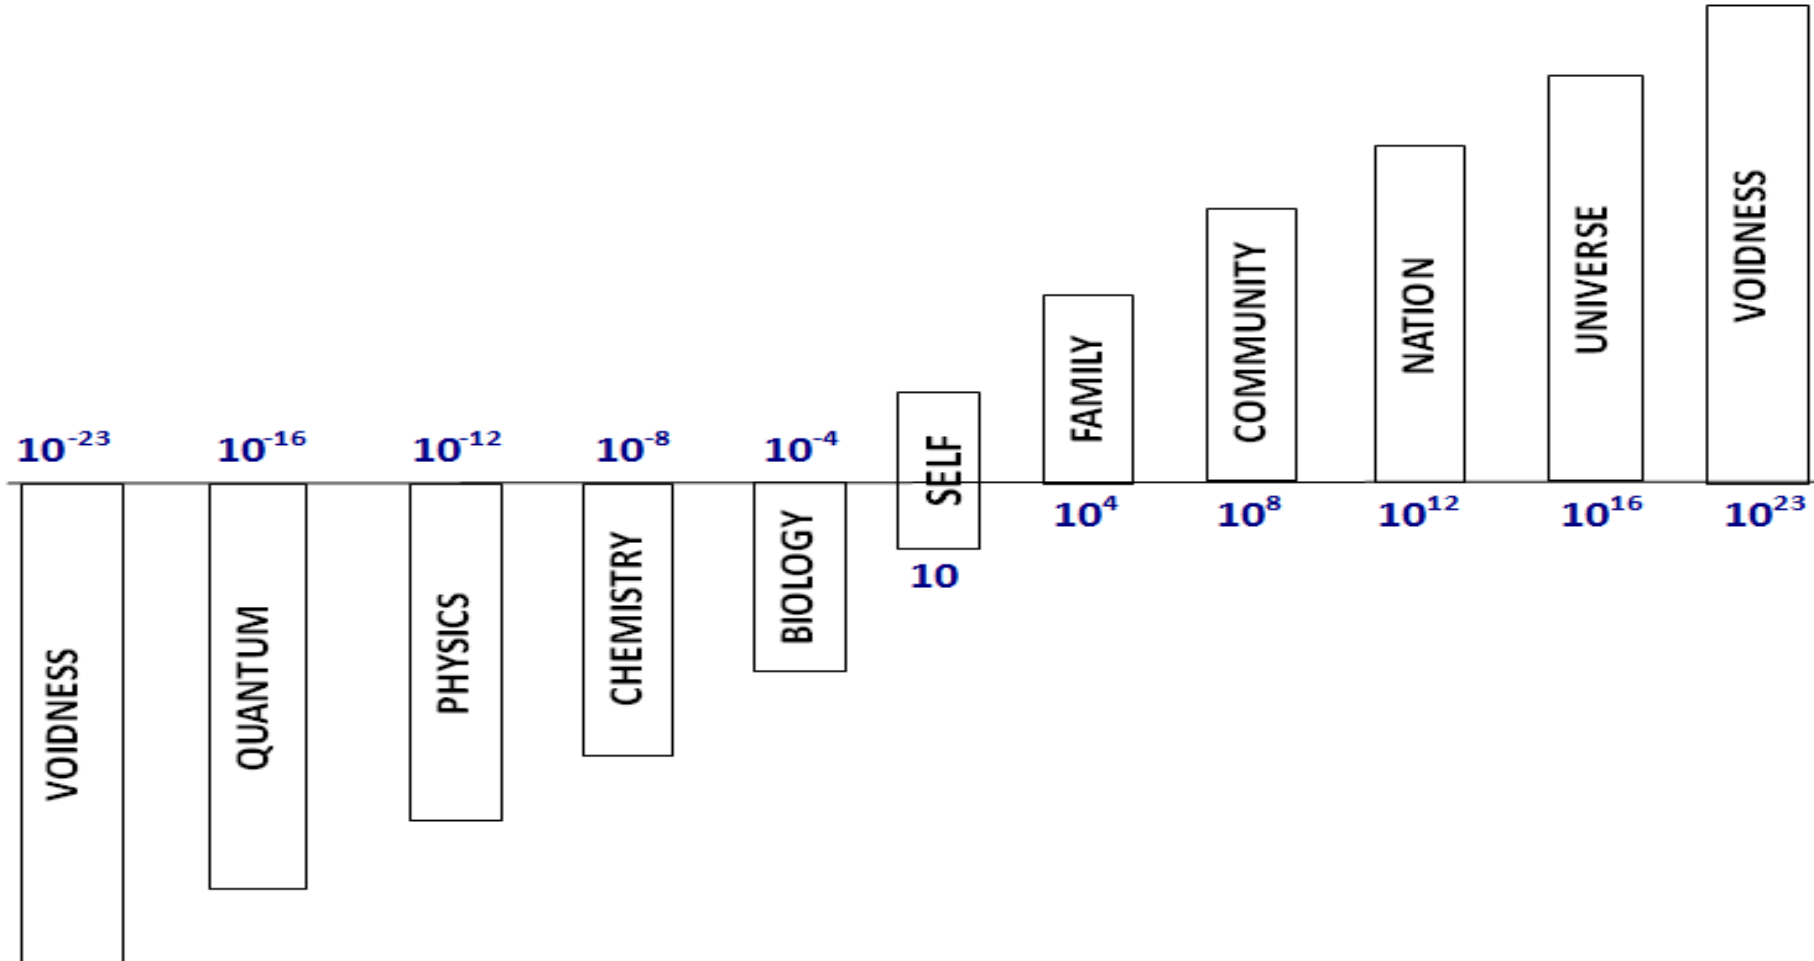 10⁻²³
10⁻¹⁶
10⁻¹²
10⁻⁸
10⁻⁴
VOIDNESS
QUANTUM
PHYSICS
CHEMISTRY
BIOLOGY
SELF
10
FAMILY
10⁴
COMMUNITY
10⁸
NATION
10¹²
UNIVERSE
10¹⁶
VOIDNESS
10²³